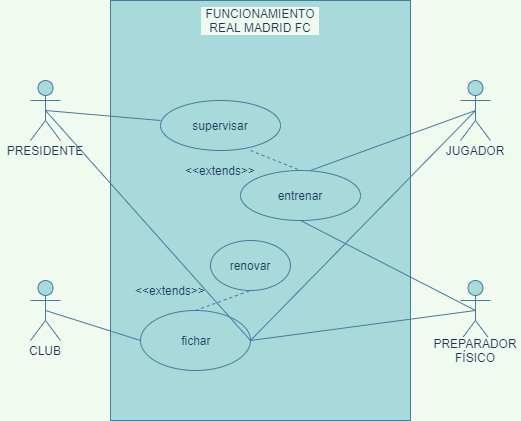 FUNCIONAMIENTO
REAL MADRID FC
supervisar
PRESIDENTE
JUGADOR
<<extends>>
entrenar
renovar
<<extends>>
fichar
CLUB
PREPARADOR
FÍSICO